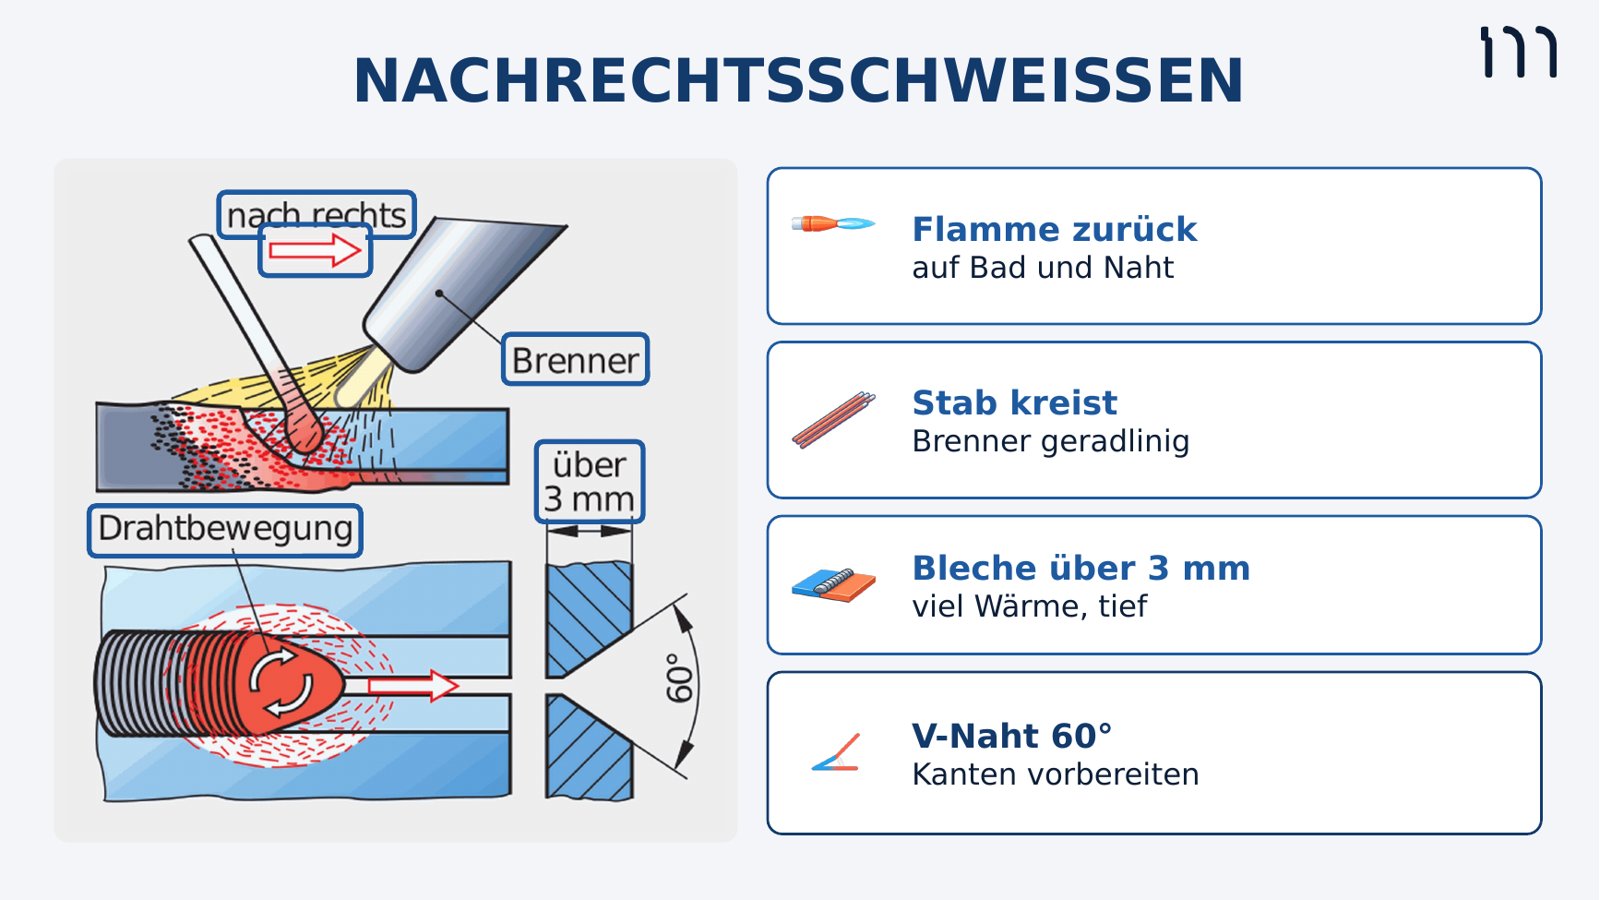 NACHRECHTSSCHWEISSEN
nach rechts
Brenner
über
3 mm
Drahtbewegung
60°
Flamme zurück
auf Bad und Naht
Stab kreist
Brenner geradlinig
Bleche über 3 mm
viel Wärme, tief
V-Naht 60°
Kanten vorbereiten